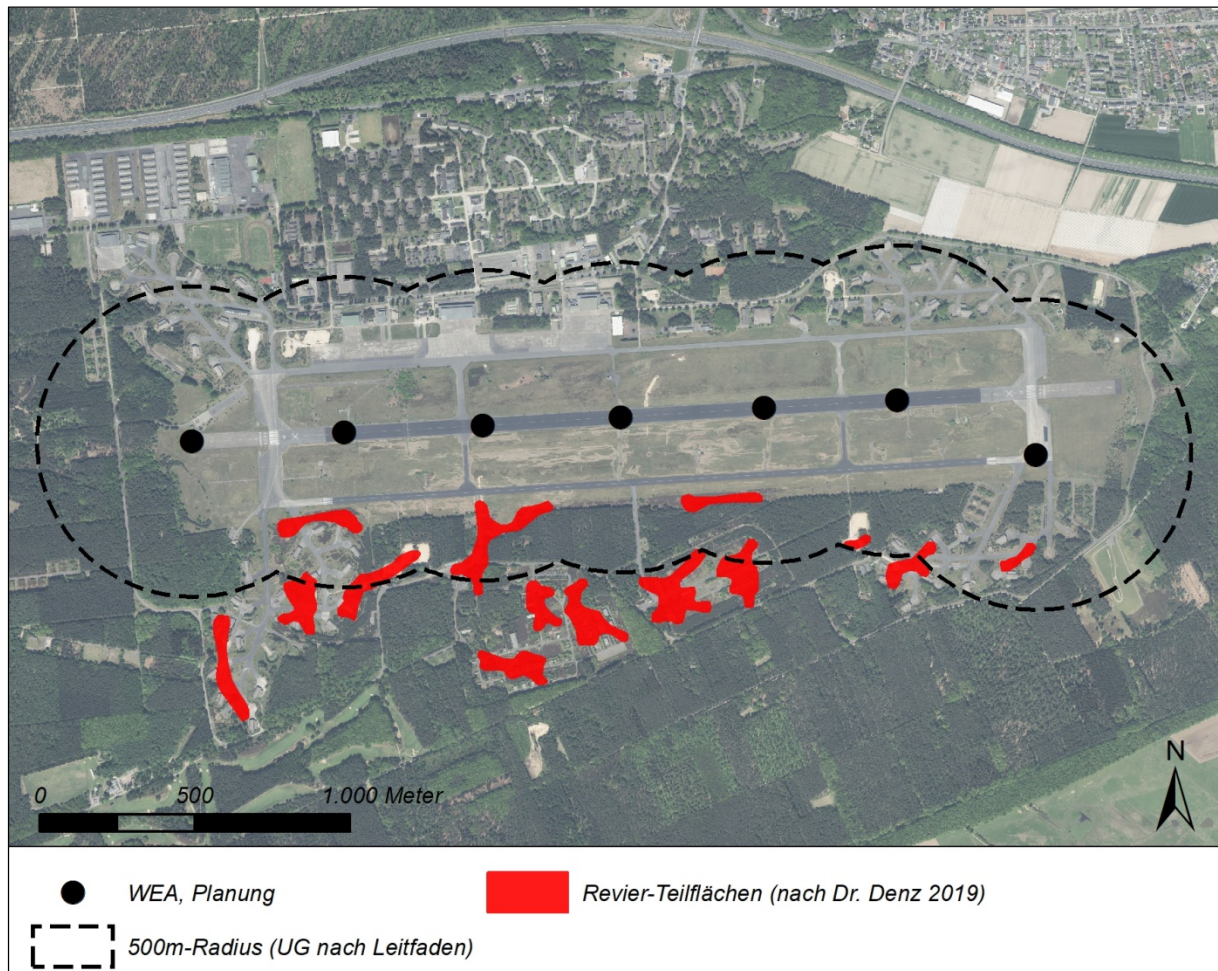 N
0 500 1.000 Meter
WEA, Planung
Revier-Teilflächen (nach Dr. Denz 2019)
500m-Radius (UG nach Leitfaden)